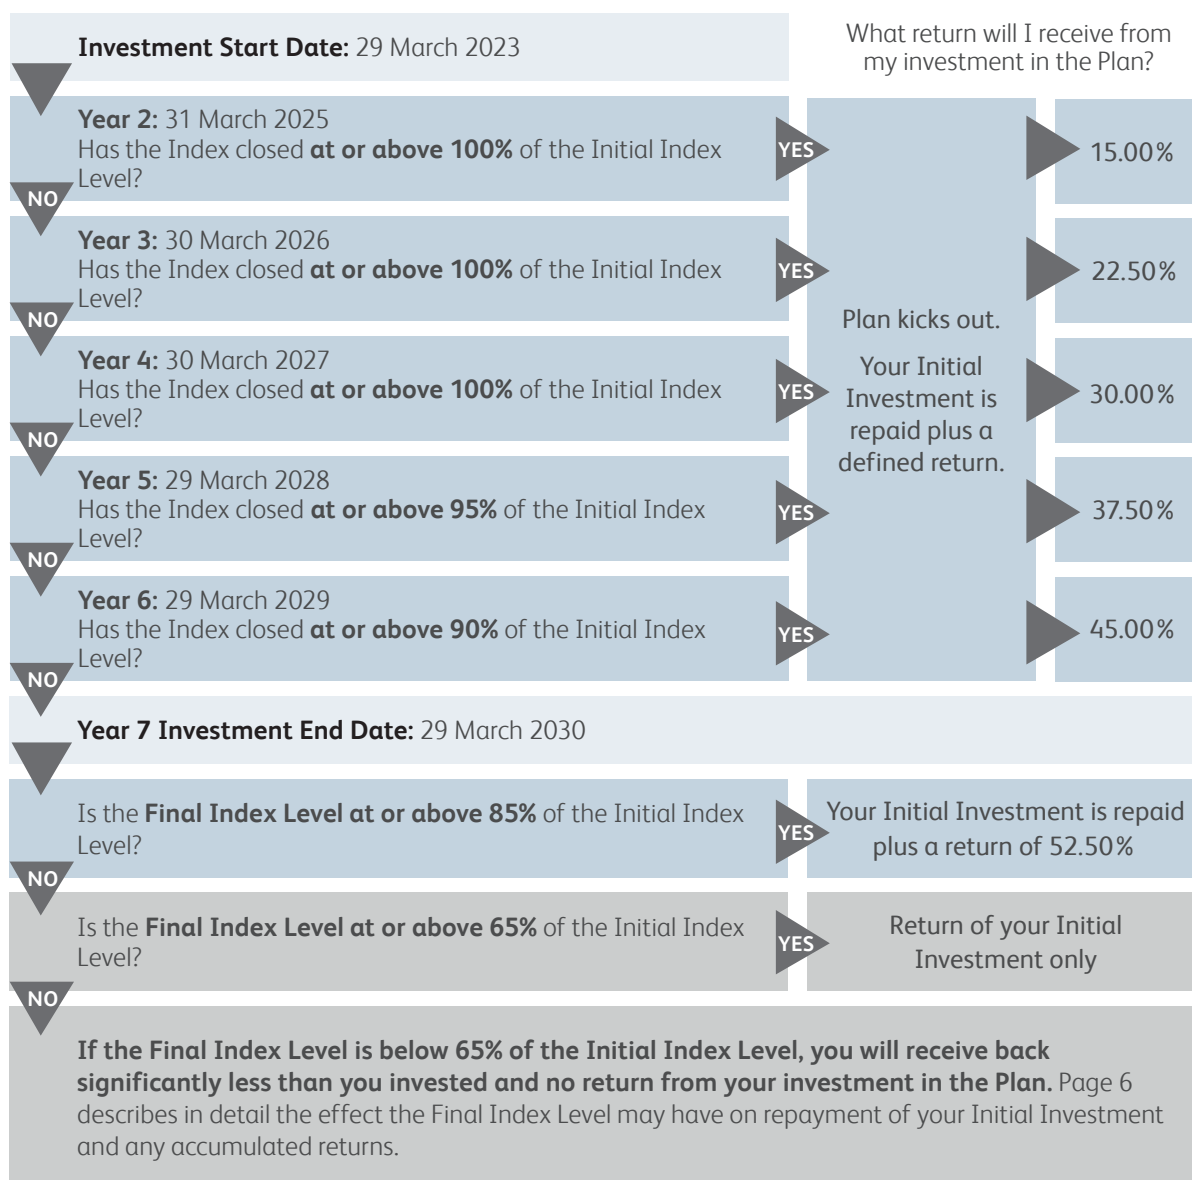 Investment Start Date: 29 March 2023
What return will I receive from
my investment in the Plan?
Year 2: 31 March 2025
Has the Index closed at or above 100% of the Initial Index
Level?
YES
15.00%
NO
Year 3: 30 March 2026
Has the Index closed at or above 100% of the Initial Index
Level?
YES
22.50%
NO
Year 4: 30 March 2027
Has the Index closed at or above 100% of the Initial Index
Level?
YES
30.00%
NO
Year 5: 29 March 2028
Has the Index closed at or above 95% of the Initial Index
Level?
YES
37.50%
NO
Year 6: 29 March 2029
Has the Index closed at or above 90% of the Initial Index
Level?
YES
45.00%
NO
Plan kicks out.
Your Initial
Investment is
repaid plus a
defined return.
Year 7 Investment End Date: 29 March 2030
Is the Final Index Level at or above 85% of the Initial Index
Level?
YES
Your Initial Investment is repaid
plus a return of 52.50%
NO
Is the Final Index Level at or above 65% of the Initial Index
Level?
YES
Return of your Initial
Investment only
NO
If the Final Index Level is below 65% of the Initial Index Level, you will receive back
significantly less than you invested and no return from your investment in the Plan. Page 6
describes in detail the effect the Final Index Level may have on repayment of your Initial Investment
and any accumulated returns.